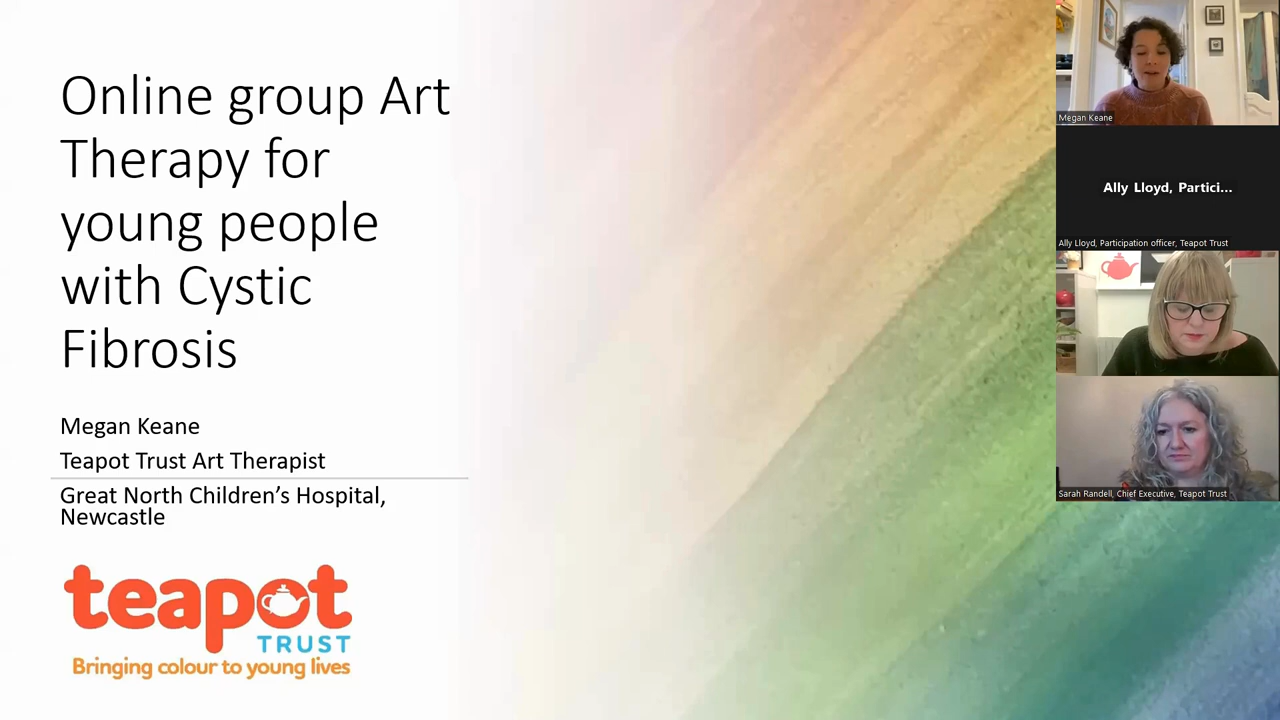 Online group Art
Therapy for
young people
with Cystic
Fibrosis
Megan Keane
Teapot Trust Art Therapist
Great North Children’s Hospital,
Newcastle
teapot
TRUST
Bringing colour to young lives
Megan Keane
Ally Lloyd, Partici...
Ally Lloyd, Participation officer, Teapot Trust
Sarah Randell, Chief Executive, Teapot Trust